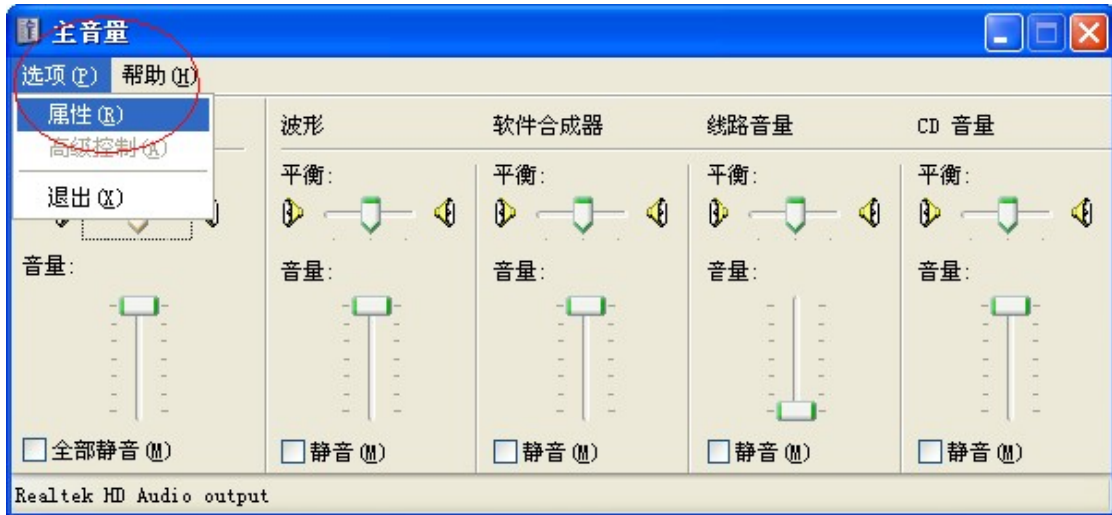 主音量
选项(P) 帮助(H)
属性(R)
高级控制(A)
退出(X)
波形 软件合成器 线路音量 CD 音量
平衡: 平衡: 平衡: 平衡:
音量: 音量: 音量: 音量: 音量:
全部静音(M) 静音(M) 静音(M) 静音(M) 静音(M)
Realtek HD Audio output